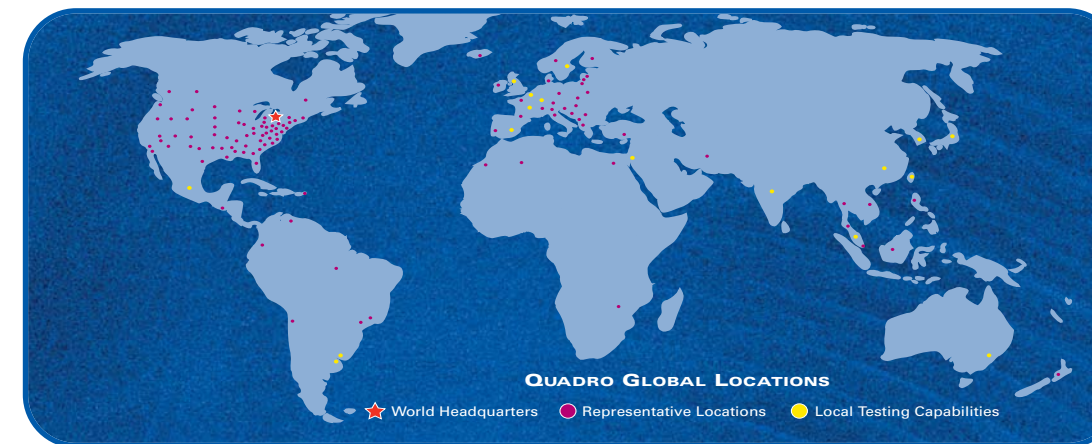 QUADRO GLOBAL LOCATIONS
World Headquarters Representative Locations Local Testing Capabilities